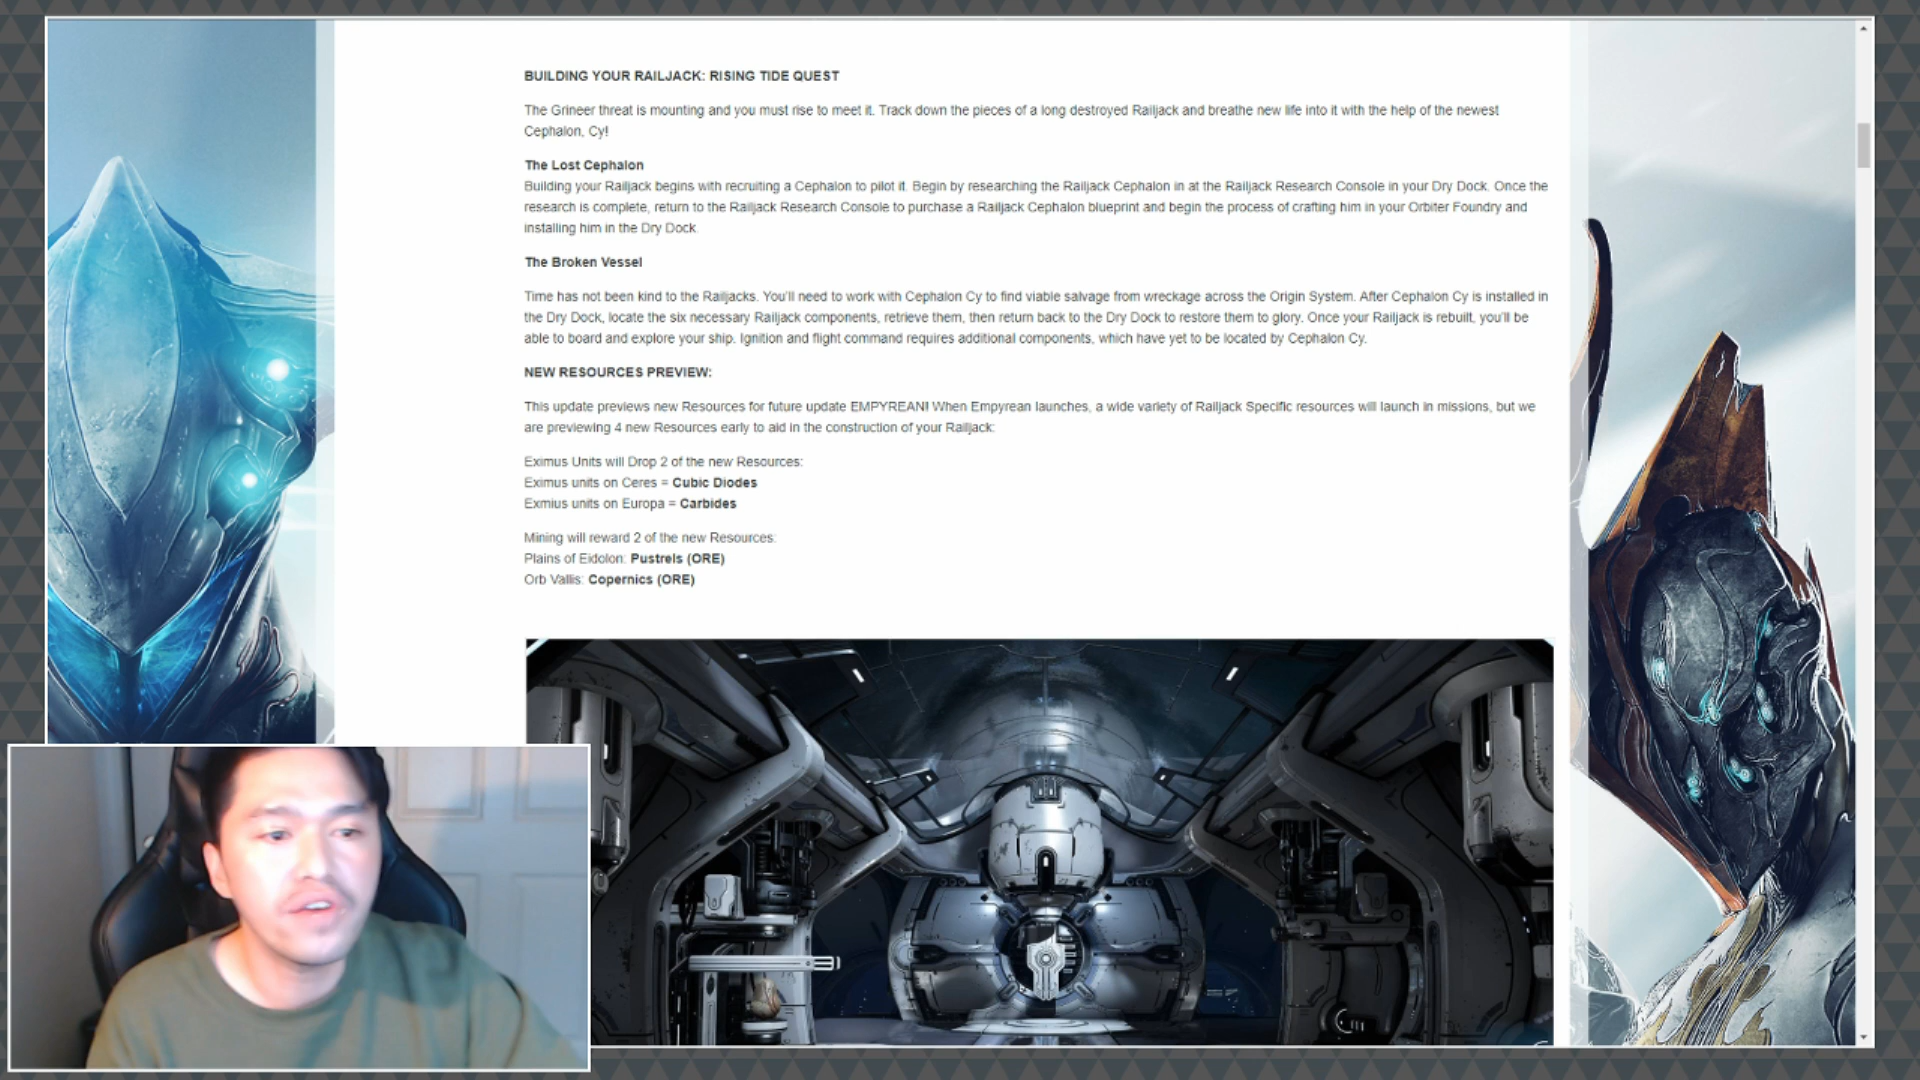 BUILDING YOUR RAILJACK: RISING TIDE QUEST
The Grineer threat is mounting and you must rise to meet it. Track down the pieces of a long destroyed Railjack and breathe new life into it with the help of the newest
Cephalon, Cy!
The Lost Cephalon
Building your Railjack begins with recruiting a Cephalon to pilot it. Begin by researching the Railjack Cephalon in at the Railjack Research Console in your Dry Dock. Once the
research is complete, return to the Railjack Research Console to purchase a Railjack Cephalon blueprint and begin the process of crafting him in your Orbiter Foundry and
installing him in the Dry Dock.
The Broken Vessel
Time has not been kind to the Railjacks. You'll need to work with Cephalon Cy to find viable salvage from wreckage across the Origin System. After Cephalon Cy is installed in
the Dry Dock, locate the six necessary Railjack components, retrieve them, then return back to the Dry Dock to restore them to glory. Once your Railjack is rebuilt, you'll be
able to board and explore your ship. Ignition and flight command requires additional components, which have yet to be located by Cephalon Cy.
NEW RESOURCES PREVIEW:
This update previews new Resources for future update EMPYREAN! When Empyrean launches, a wide variety of Railjack Specific resources will launch in missions, but we
are previewing 4 new Resources early to aid in the construction of your Railjack:
Eximus Units will Drop 2 of the new Resources:
Eximus units on Ceres = Cubic Diodes
Exmius units on Europa = Carbides
Mining will reward 2 of the new Resources:
Plains of Eidolon: Pustrels (ORE)
Orb Vallis: Copernics (ORE)